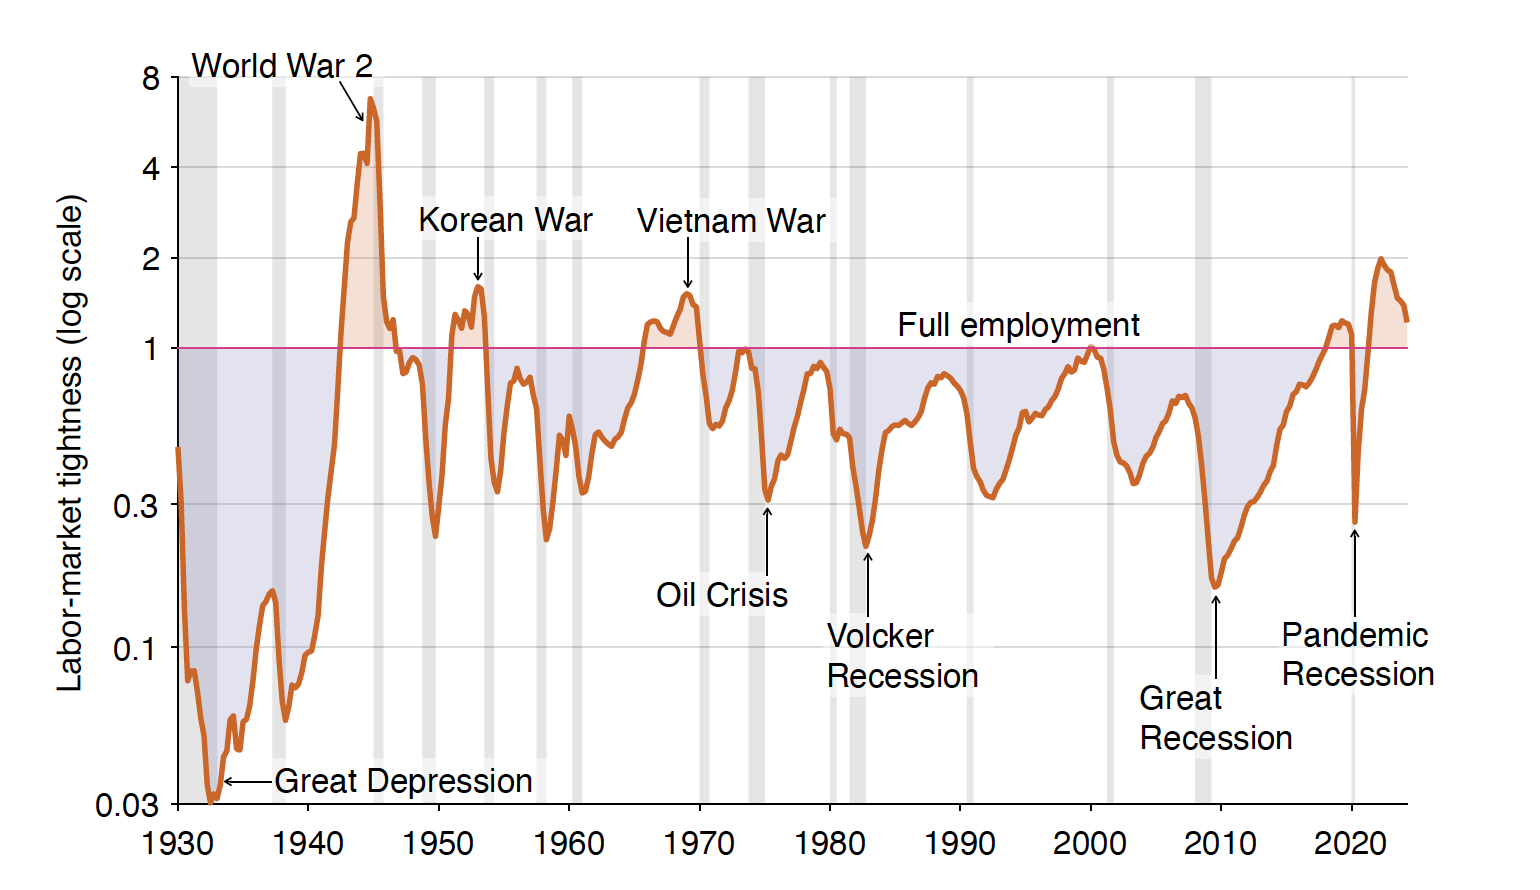 World War 2
8
4
Korean War
Vietnam War
2
Full employment
1
0.3
Oil Crisis
Volcker
Recession
Pandemic
Recession
0.1
Great
Recession
Great Depression
0.03
Labor-market tightness (log scale)
1930 1940 1950 1960 1970 1980 1990 2000 2010 2020